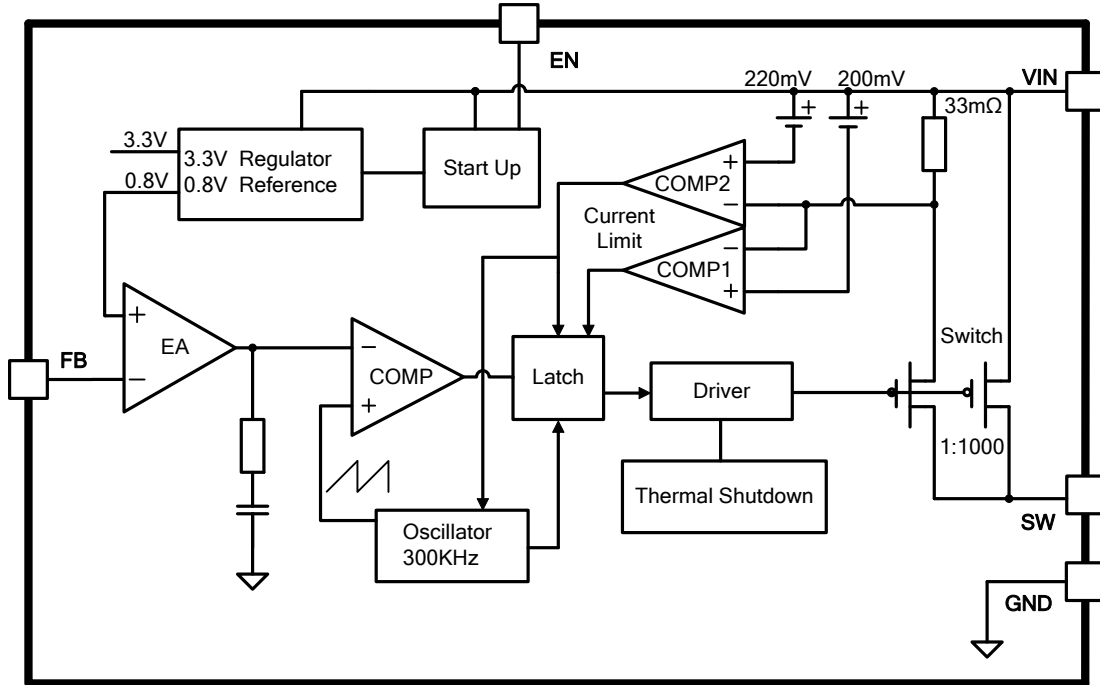 EN
220mV
200mV
VIN
33mΩ
3.3V
3.3V Regulator
0.8V
0.8V Reference
Start Up
+
+
+
COMP2
−
Current
Limit
−
COMP1
+
FB
+
EA
−
−
COMP
+
Latch
Driver
Switch
1:1000
Thermal Shutdown
Oscillator
300KHz
SW
GND